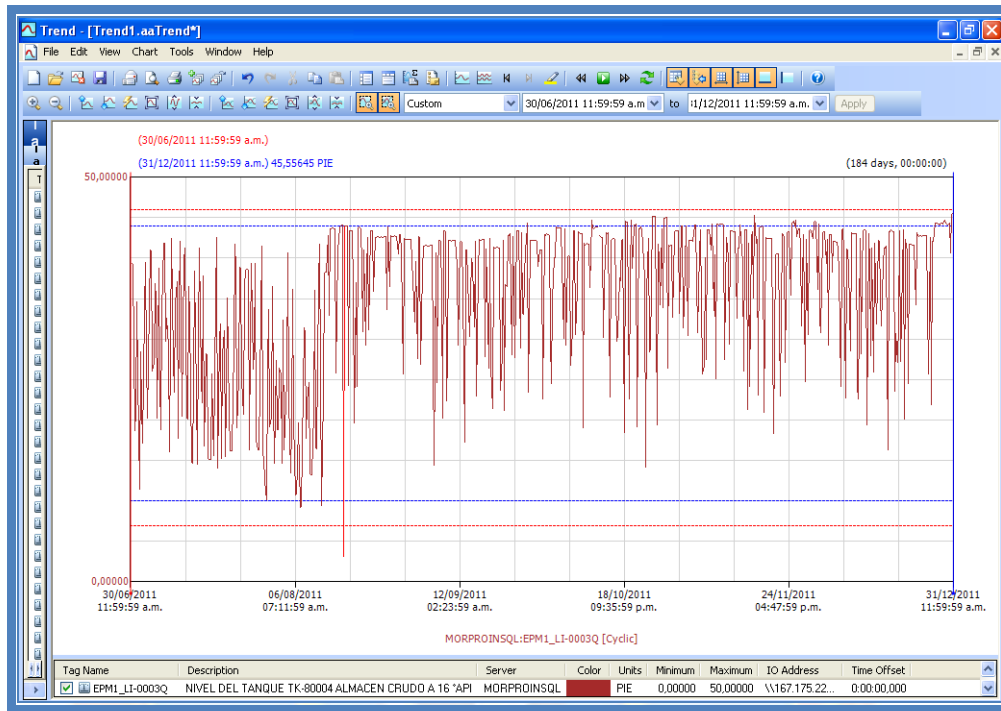 Trend - [Trend1.aaTrend*]
File Edit View Chart Tools Window Help
Custom 30/06/2011 11:59:59 a.m to :1/12/2011 11:59:59 a.m. Apply
(30/06/2011 11:59:59 a.m.)
(31/12/2011 11:59:59 a.m.) 45,55645 PIE (184 days, 00:00:00)
50,00000
0,00000
30/06/2011 06/08/2011 12/09/2011 18/10/2011 24/11/2011 31/12/2011
11:59:59 a.m. 07:11:59 a.m. 02:23:59 a.m. 09:35:59 p.m. 04:47:59 p.m. 11:59:59 a.m.
MORPROINSQL:EPM1_LI-0003Q [Cyclic]
Tag Name Description Server Color Units Minimum Maximum IO Address Time Offset
EPM1_LI-0003Q NIVEL DEL TANQUE TK-80004 ALMACEN CRUDO A 16 °API MORPROINSQL PIE 0,00000 50,00000 \\167.175.22... 0:00:00,000